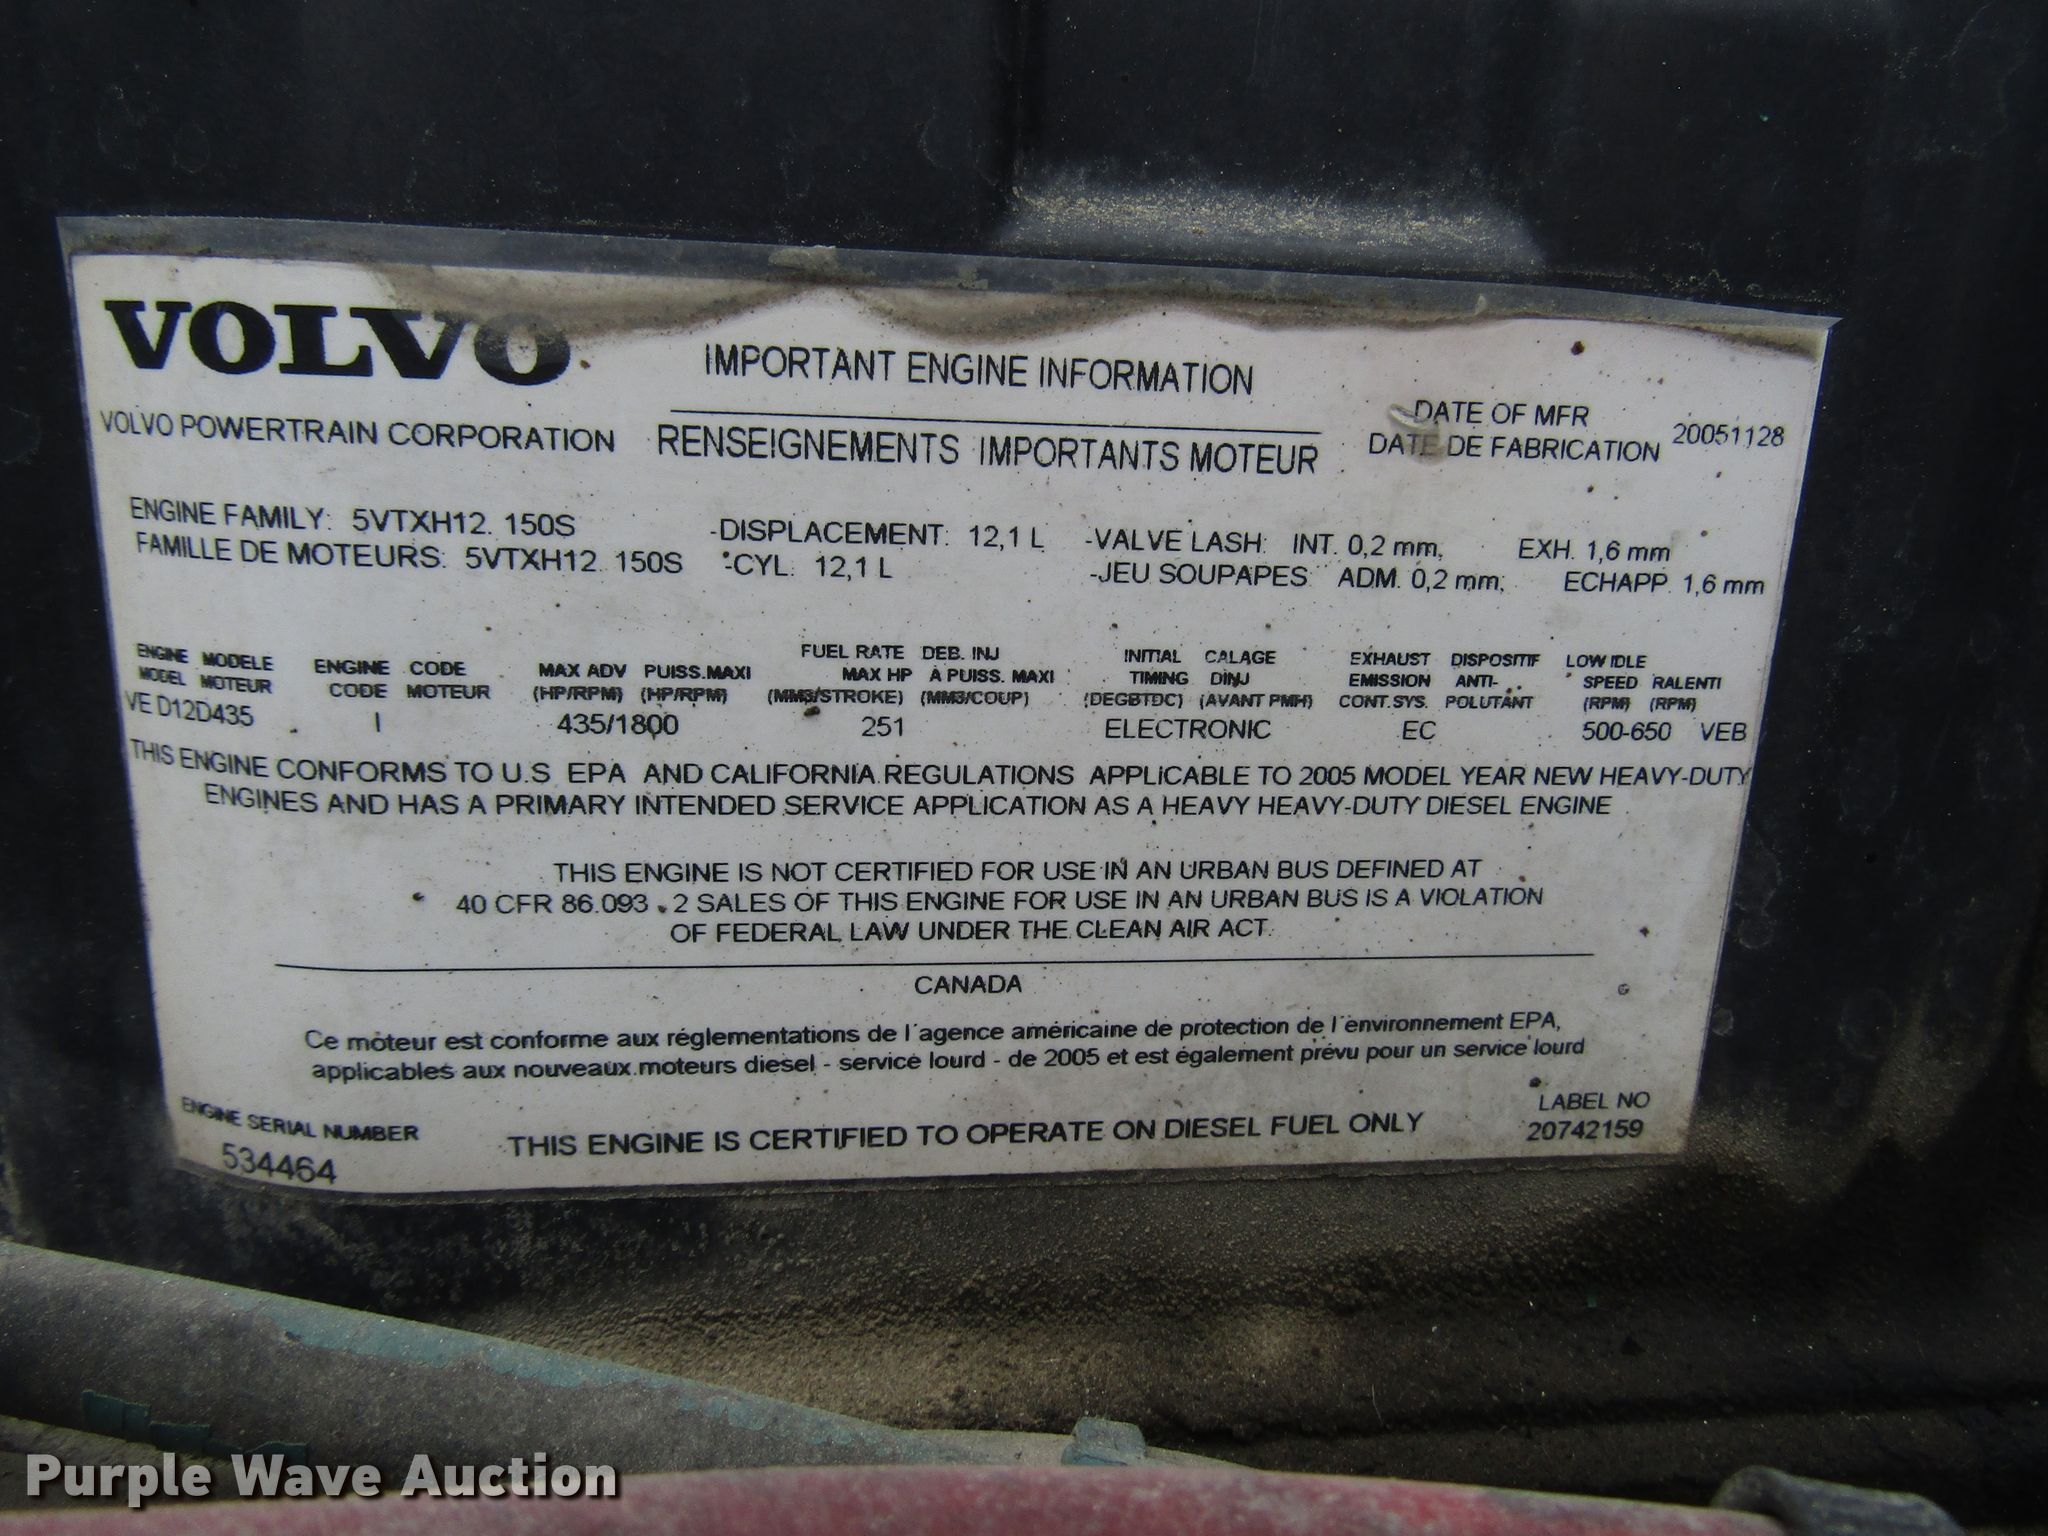 VOLVO
VOLVO POWERTRAIN CORPORATION
IMPORTANT ENGINE INFORMATION
RENSEIGNEMENTS IMPORTANTS MOTEUR
DATE OF MFR
DATE DE FABRICATION 20051128
ENGINE FAMILY: 5VTXH12. 150S -DISPLACEMENT: 12,1 L -VALVE LASH: INT. 0,2 mm, EXH. 1,6 mm
FAMILLE DE MOTEURS: 5VTXH12 150S -CYL. 12,1 L -JEU SOUPAPES: ADM. 0,2 mm, ECHAPP. 1,6 mm
FUEL RATE DEB. INJ INITIAL CALAGE EXHAUST DISPOSITIF LOW IDLE
ENGINE MODELE ENGINE CODE MAX ADV PUISS.MAXI MAX HP À PUISS. MAXI TIMING D'INJ EMISSION ANTI- SPEED RALENTI
MODEL MOTEUR CODE MOTEUR (HP/RPM) (HP/RPM) (MM3/STROKE) (MM3/COUP) (DEGBTDC) (AVANT PMH) CONT.SYS. POLUTANT (RPM) (RPM)
VE D12D435 I 435/1800 251 ELECTRONIC EC 500-650 VEB
THIS ENGINE CONFORMS TO U.S EPA AND CALIFORNIA REGULATIONS APPLICABLE TO 2005 MODEL YEAR NEW HEAVY-DUTY
ENGINES AND HAS A PRIMARY INTENDED SERVICE APPLICATION AS A HEAVY HEAVY-DUTY DIESEL ENGINE
THIS ENGINE IS NOT CERTIFIED FOR USE IN AN URBAN BUS DEFINED AT
40 CFR 86.093 . 2 SALES OF THIS ENGINE FOR USE IN AN URBAN BUS IS A VIOLATION
OF FEDERAL LAW UNDER THE CLEAN AIR ACT.
CANADA
Ce moteur est conforme aux réglementations de l'agence américaine de protection de l'environnement EPA,
applicables aux nouveaux moteurs diesel - service lourd - de 2005 et est également prévu pour un service lourd
ENGINE SERIAL NUMBER
534464
THIS ENGINE IS CERTIFIED TO OPERATE ON DIESEL FUEL ONLY
LABEL NO
20742159
Purple Wave Auction